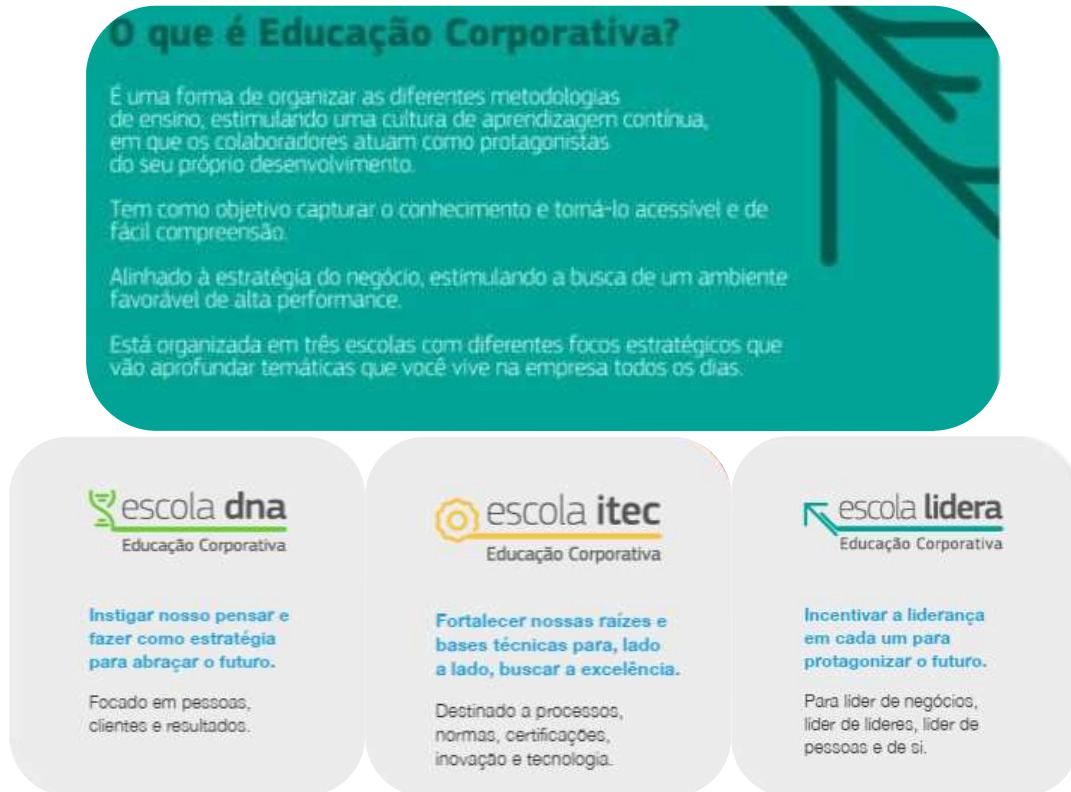 O que é Educação Corporativa?
É uma forma de organizar as diferentes metodologias
de ensino, estimulando uma cultura de aprendizagem contínua,
em que os colaboradores atuam como protagonistas
do seu próprio desenvolvimento.
Tem como objetivo capturar o conhecimento e torná-lo acessível e de
fácil compreensão.
Alinhado à estratégia do negócio, estimulando a busca de um ambiente
favorável de alta performance.
Está organizada em três escolas com diferentes focos estratégicos que
vão aprofundar temáticas que você vive na empresa todos os dias.
escola dna
Educação Corporativa
Instigar nosso pensar e
fazer como estratégia
para abraçar o futuro.
Focado em pessoas,
clientes e resultados.
escola itec
Educação Corporativa
Fortalecer nossas raízes e
bases técnicas para, lado
a lado, buscar a excelência.
Destinado a processos,
normas, certificações,
inovação e tecnologia.
escola lidera
Educação Corporativa
Incentivar a liderança
em cada um para
protagonizar o futuro.
Para líder de negócios,
líder de líderes, líder de
pessoas e de si.